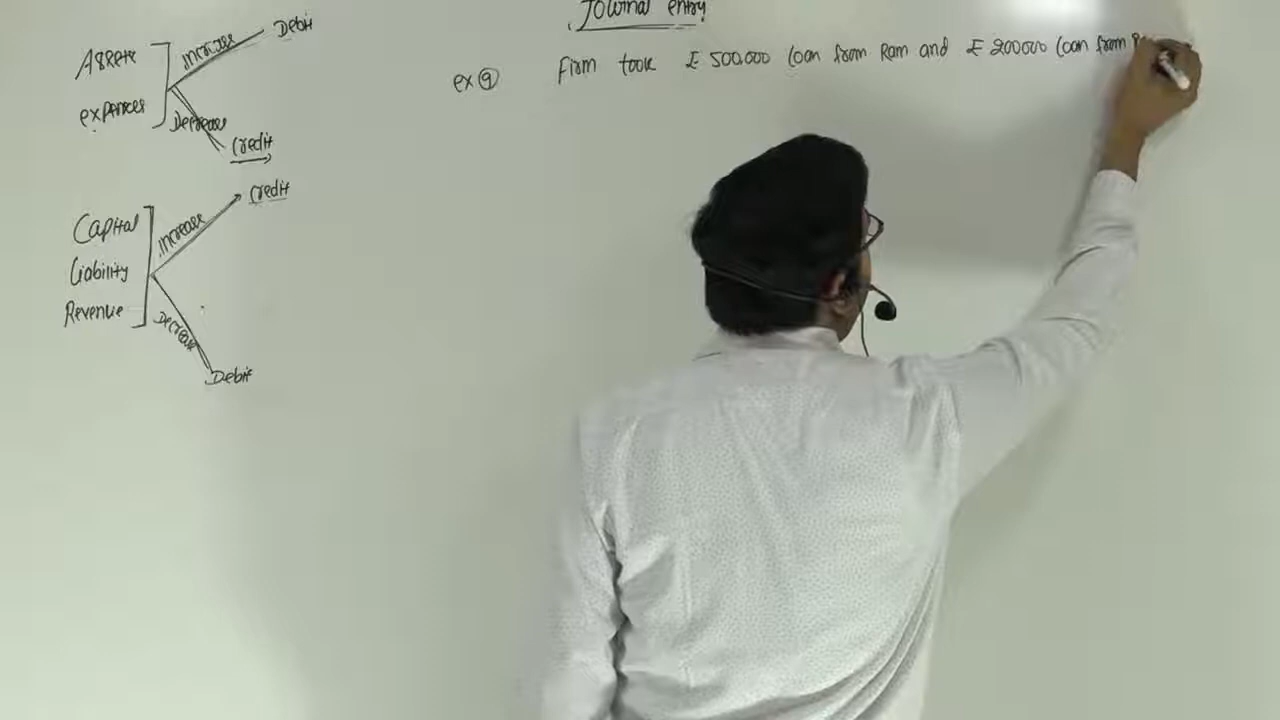 Journal entry
ex 9 Firm took £ 500000 loan from Ram and £ 200000 loan from
Assets
expances
increase
Debit
Decrease
Credit
Capital
Liability
Revenue
increase
Credit
Decrease
Debit